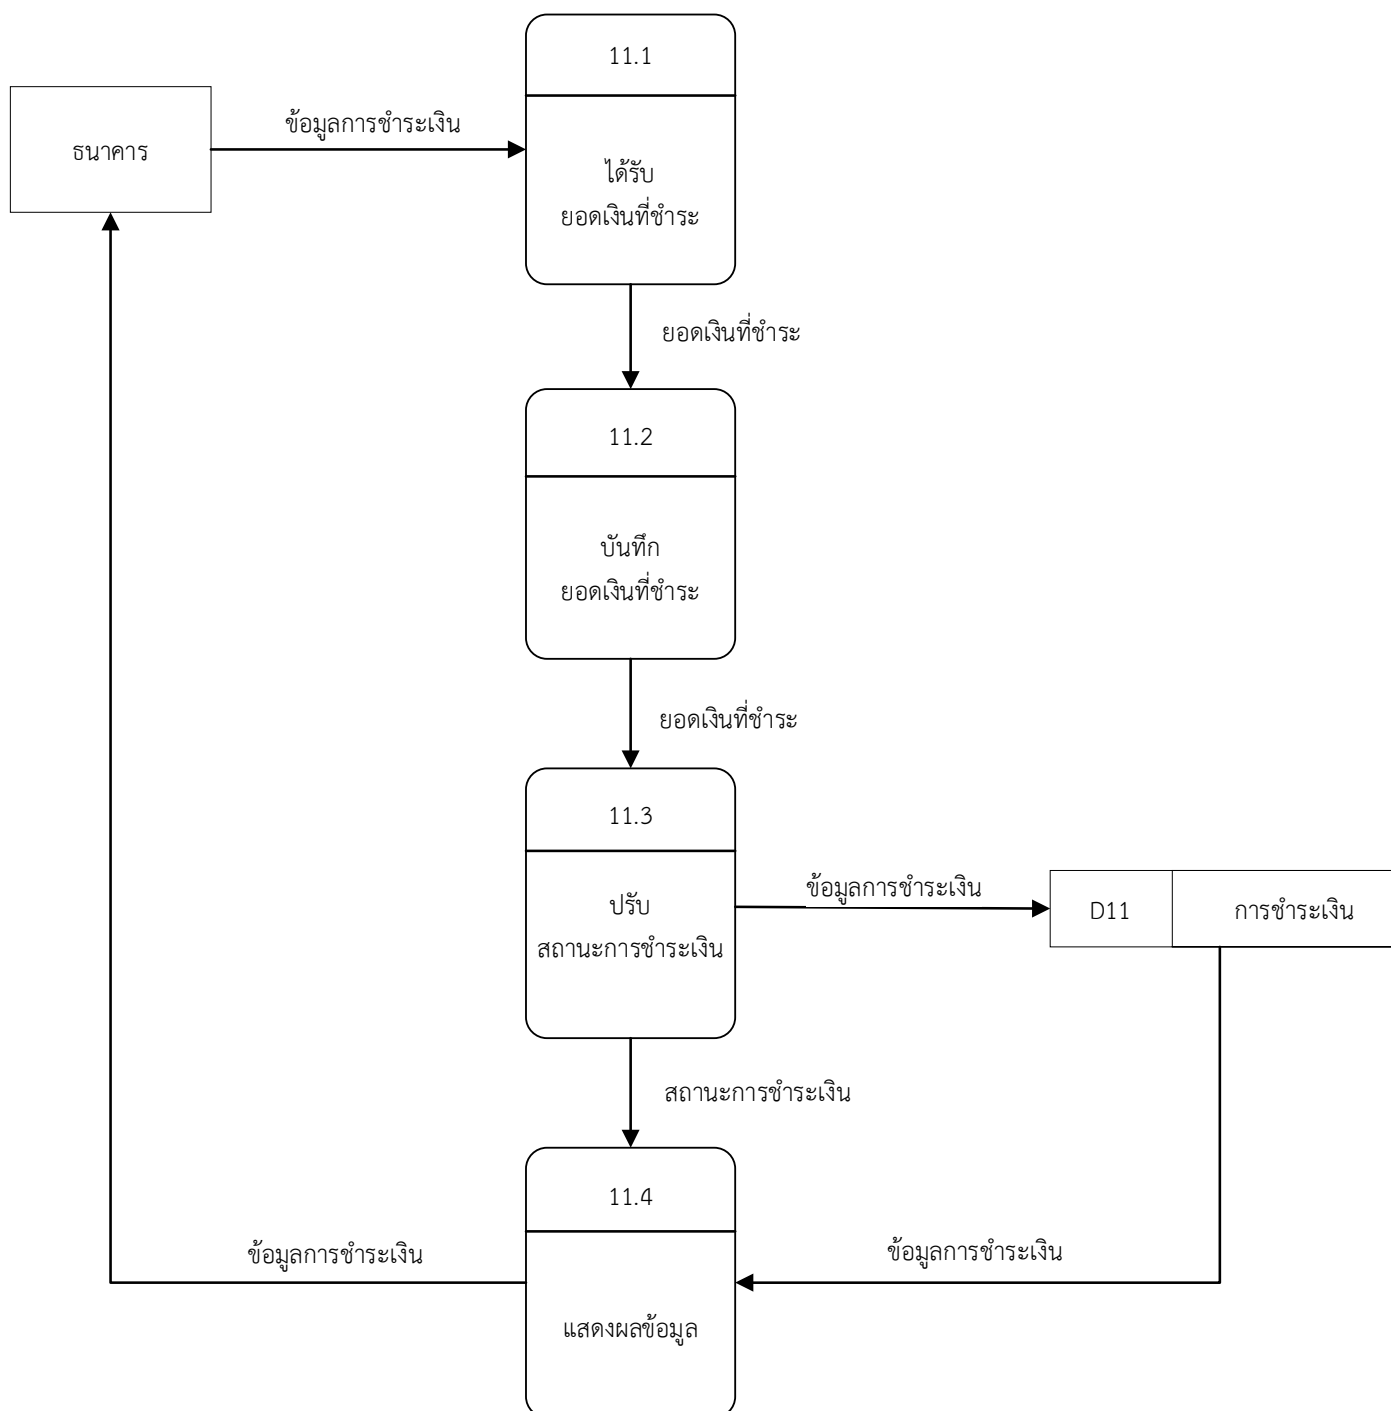 11.1
ธนาคาร
ข้อมูลการชำระเงิน
ได้รับ
ยอดเงินที่ชำระ
ยอดเงินที่ชำระ
11.2
บันทึก
ยอดเงินที่ชำระ
ยอดเงินที่ชำระ
11.3
ปรับ
สถานะการชำระเงิน
ข้อมูลการชำระเงิน
D11
การชำระเงิน
สถานะการชำระเงิน
11.4
ข้อมูลการชำระเงิน
ข้อมูลการชำระเงิน
แสดงผลข้อมูล